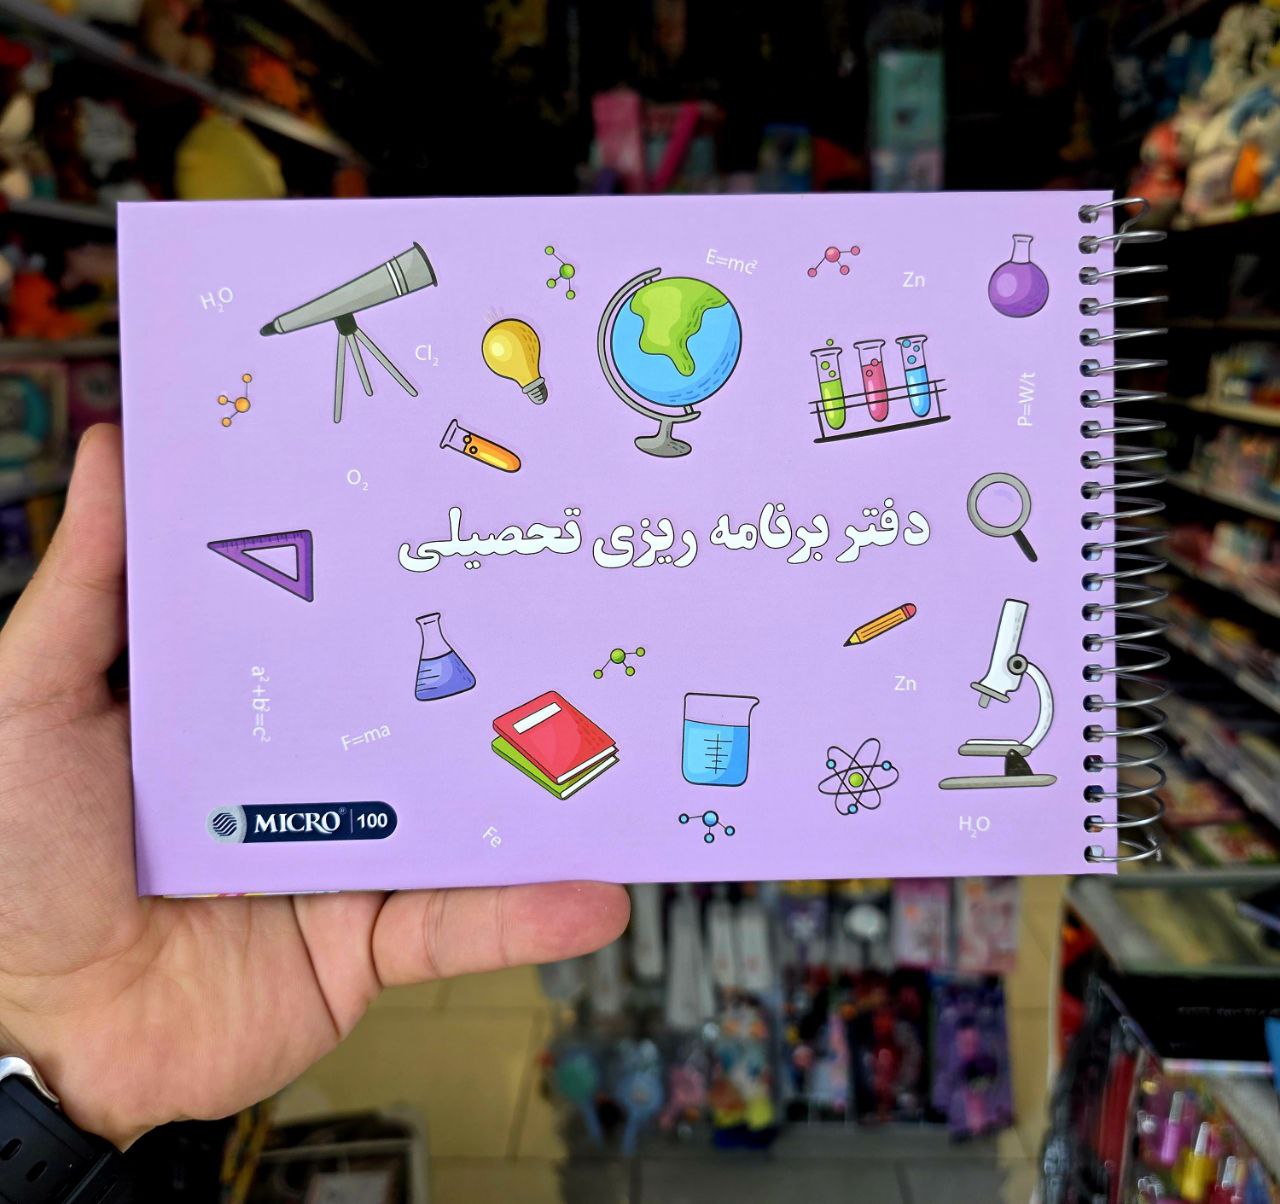 E=mc²
Zn
H₂O
Cl₂
P=W/t
O₂
دفتر برنامه ریزی تحصیلی
a²+b²=c²
Zn
F=ma
MICRO® | 100
Fe
H₂O